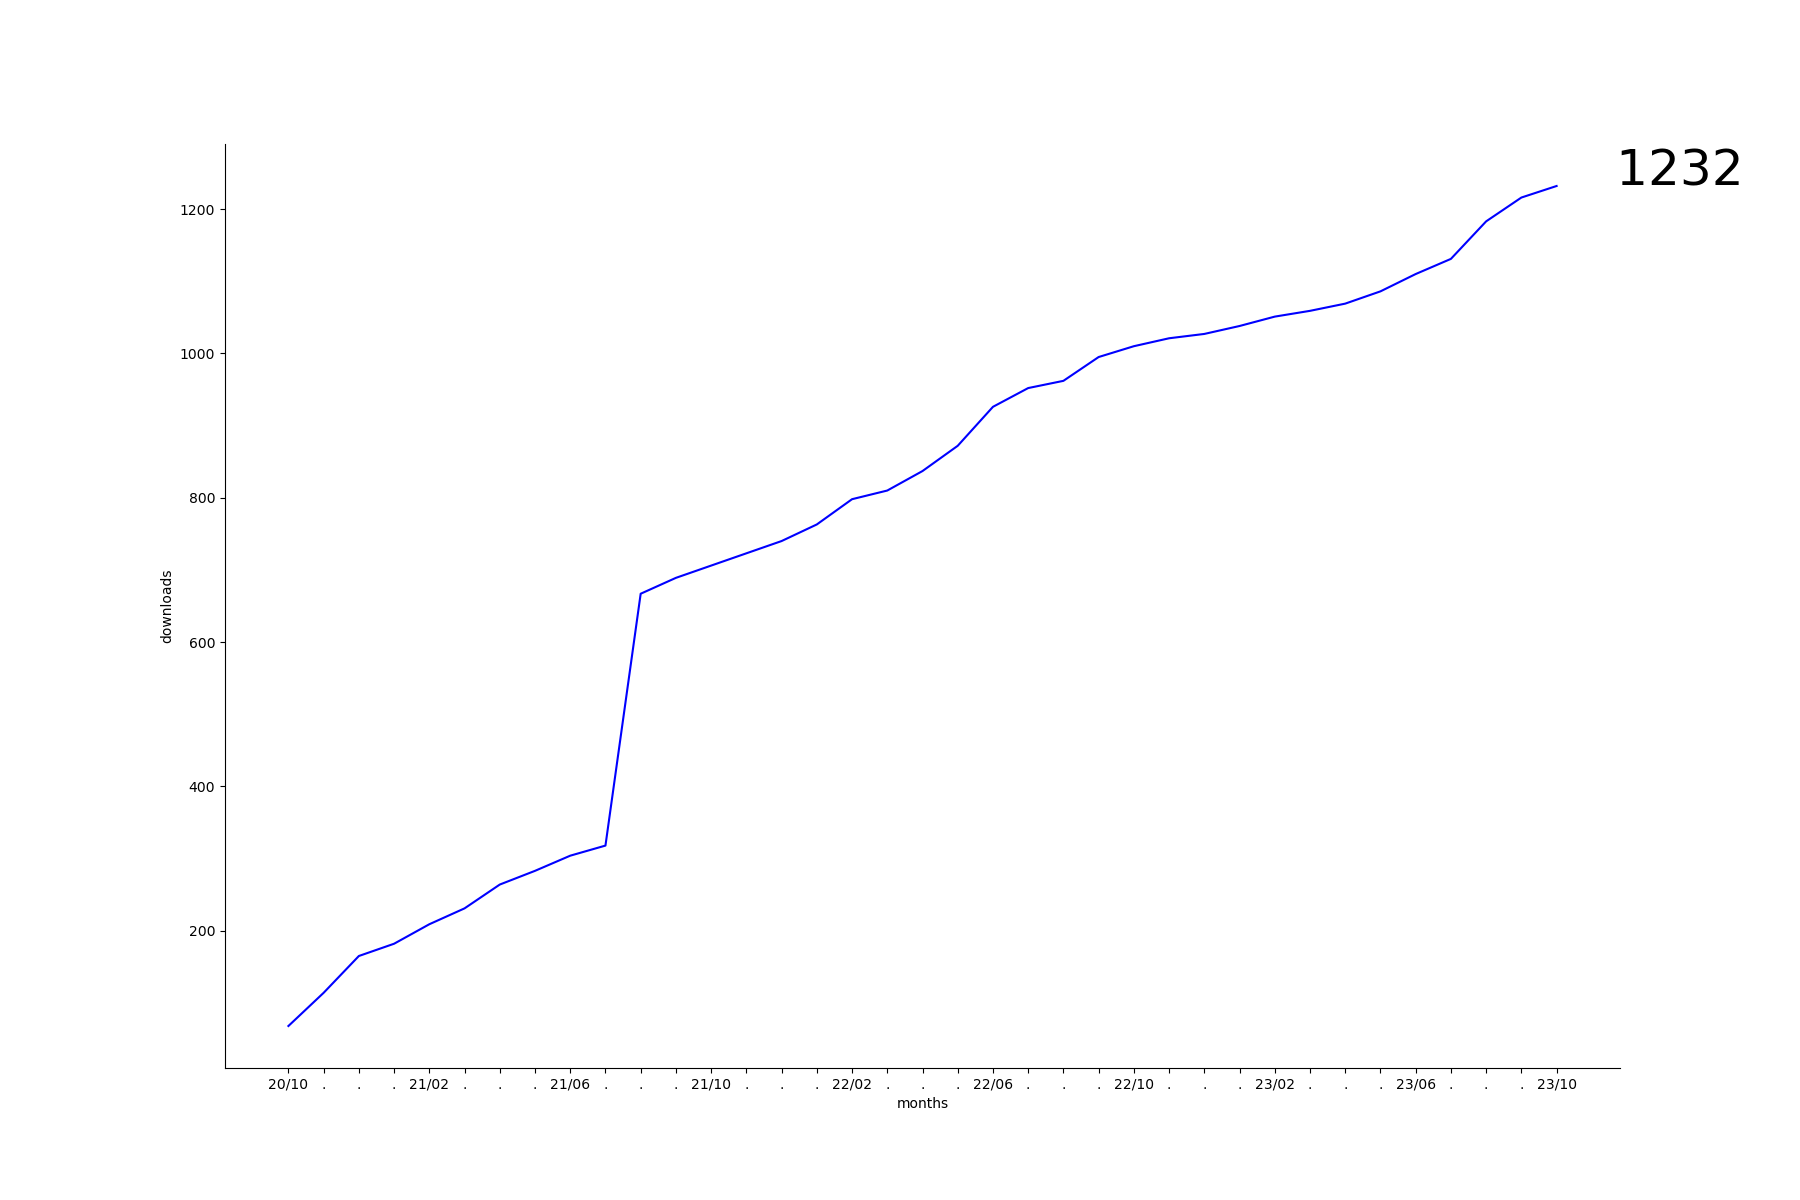 1232
1200
1000
800
600
400
200
downloads
20/10 . . . 21/02 . . . 21/06 . . . 21/10 . . . 22/02 . . . 22/06 . . . 22/10 . . . 23/02 . . . 23/06 . . . 23/10
months